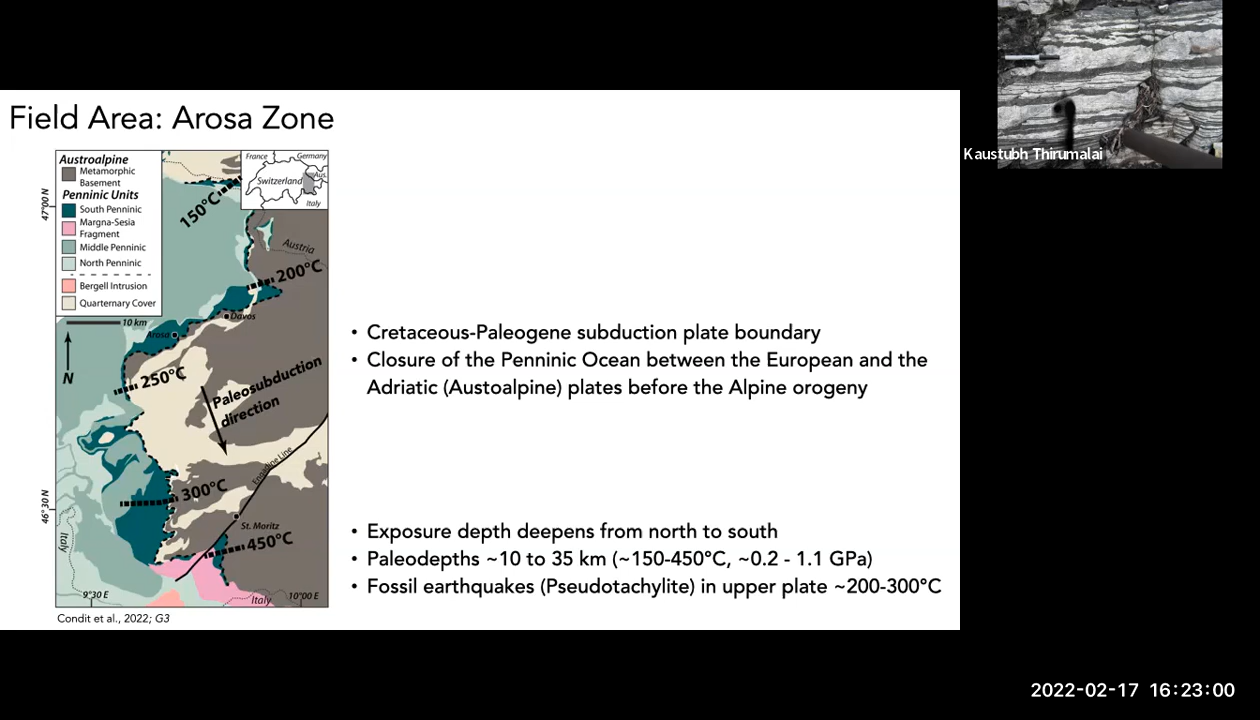 Kaustubh Thirumalai
Field Area: Arosa Zone
Austroalpine
Metamorphic
Basement
Penninic Units
South Penninic
Margna-Sesia
Fragment
Middle Penninic
North Penninic
Bergell Intrusion
Quarternary Cover
10 km
N
France
Germany
Switzerland
Aus.
Italy
47°00 N
150°C
Austria
200°C
Davos
Arosa
250°C
Paleosubduction
direction
Engadine Line
300°C
46°30 N
St. Moritz
450°C
Italy
9°30 E
Italy
10°00 E
Condit et al., 2022; G3
• Cretaceous-Paleogene subduction plate boundary
• Closure of the Penninic Ocean between the European and the
Adriatic (Austoalpine) plates before the Alpine orogeny
• Exposure depth deepens from north to south
• Paleodepths ~10 to 35 km (~150-450°C, ~0.2 - 1.1 GPa)
• Fossil earthquakes (Pseudotachylite) in upper plate ~200-300°C
2022-02-17 16:23:00